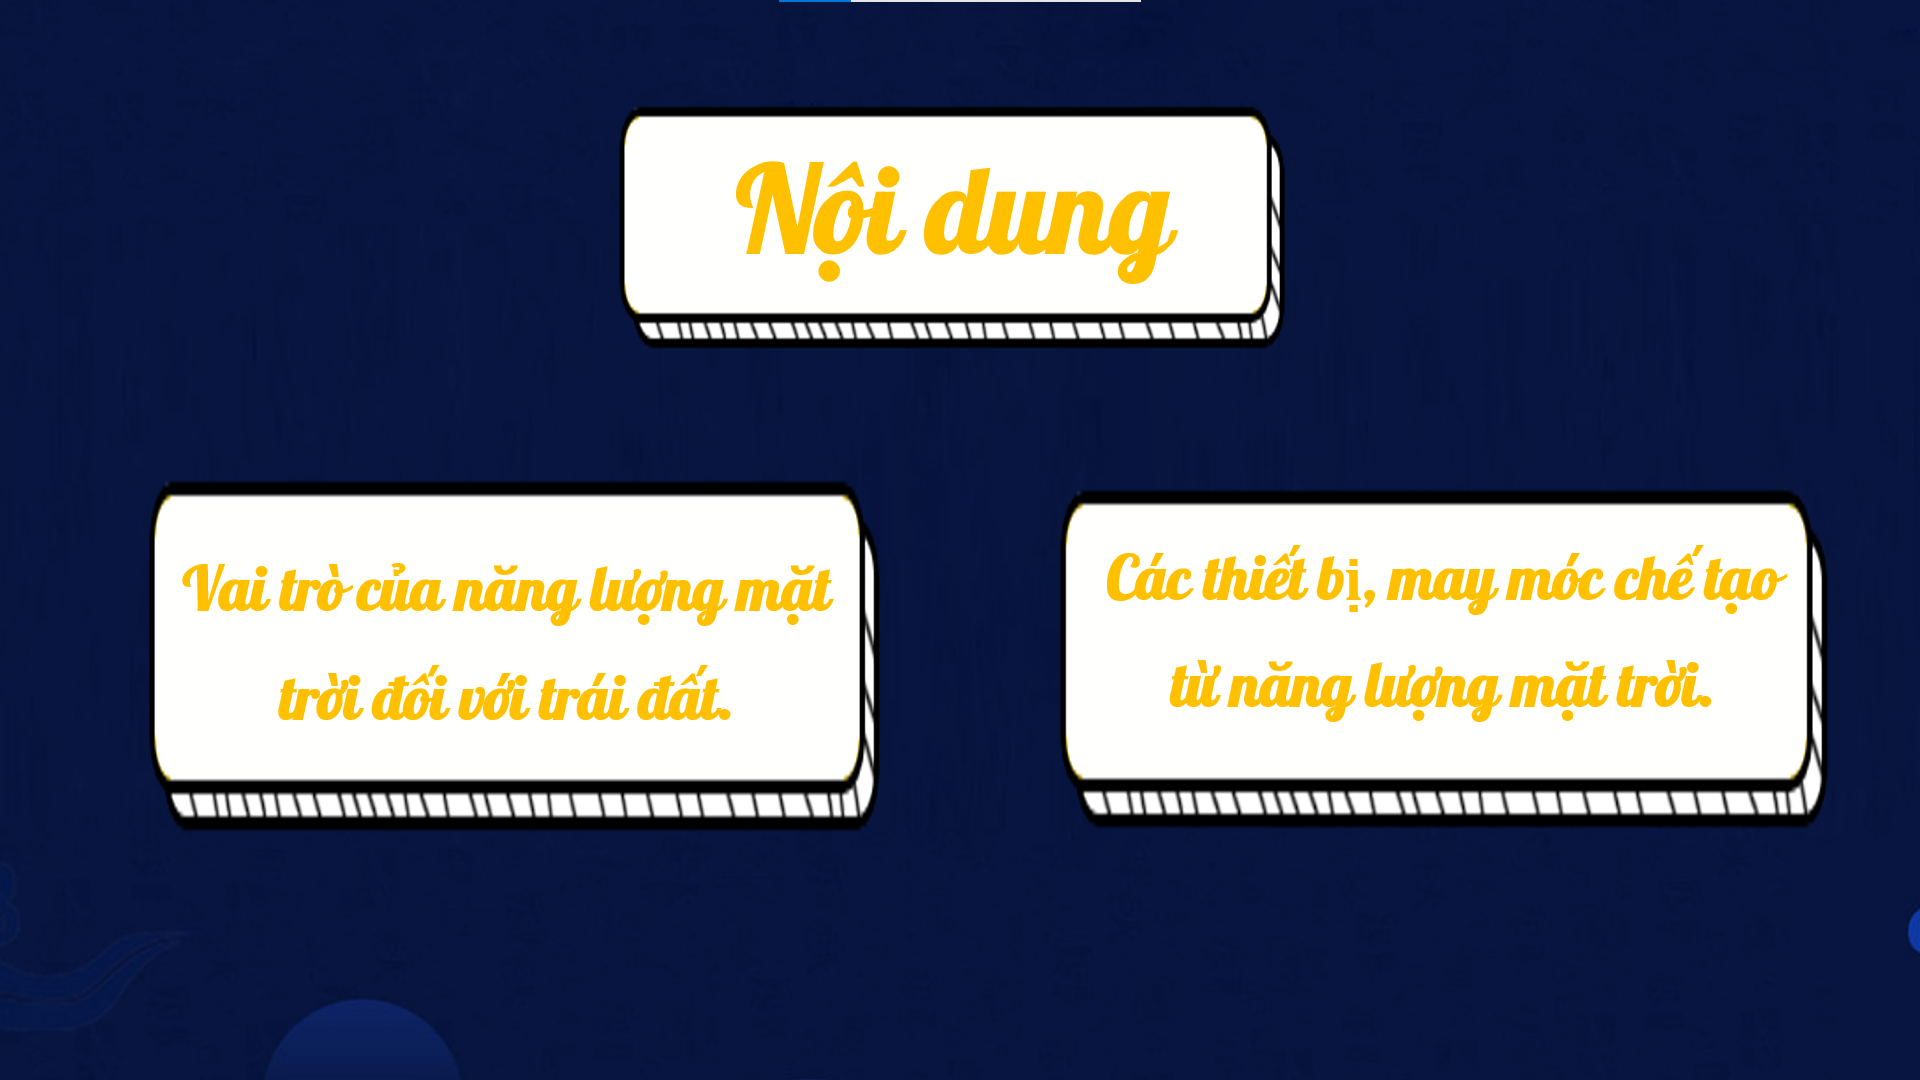 Nội dung
Vai trò của năng lượng mặt
trời đối với trái đất.
Các thiết bị, may móc chế tạo
từ năng lượng mặt trời.